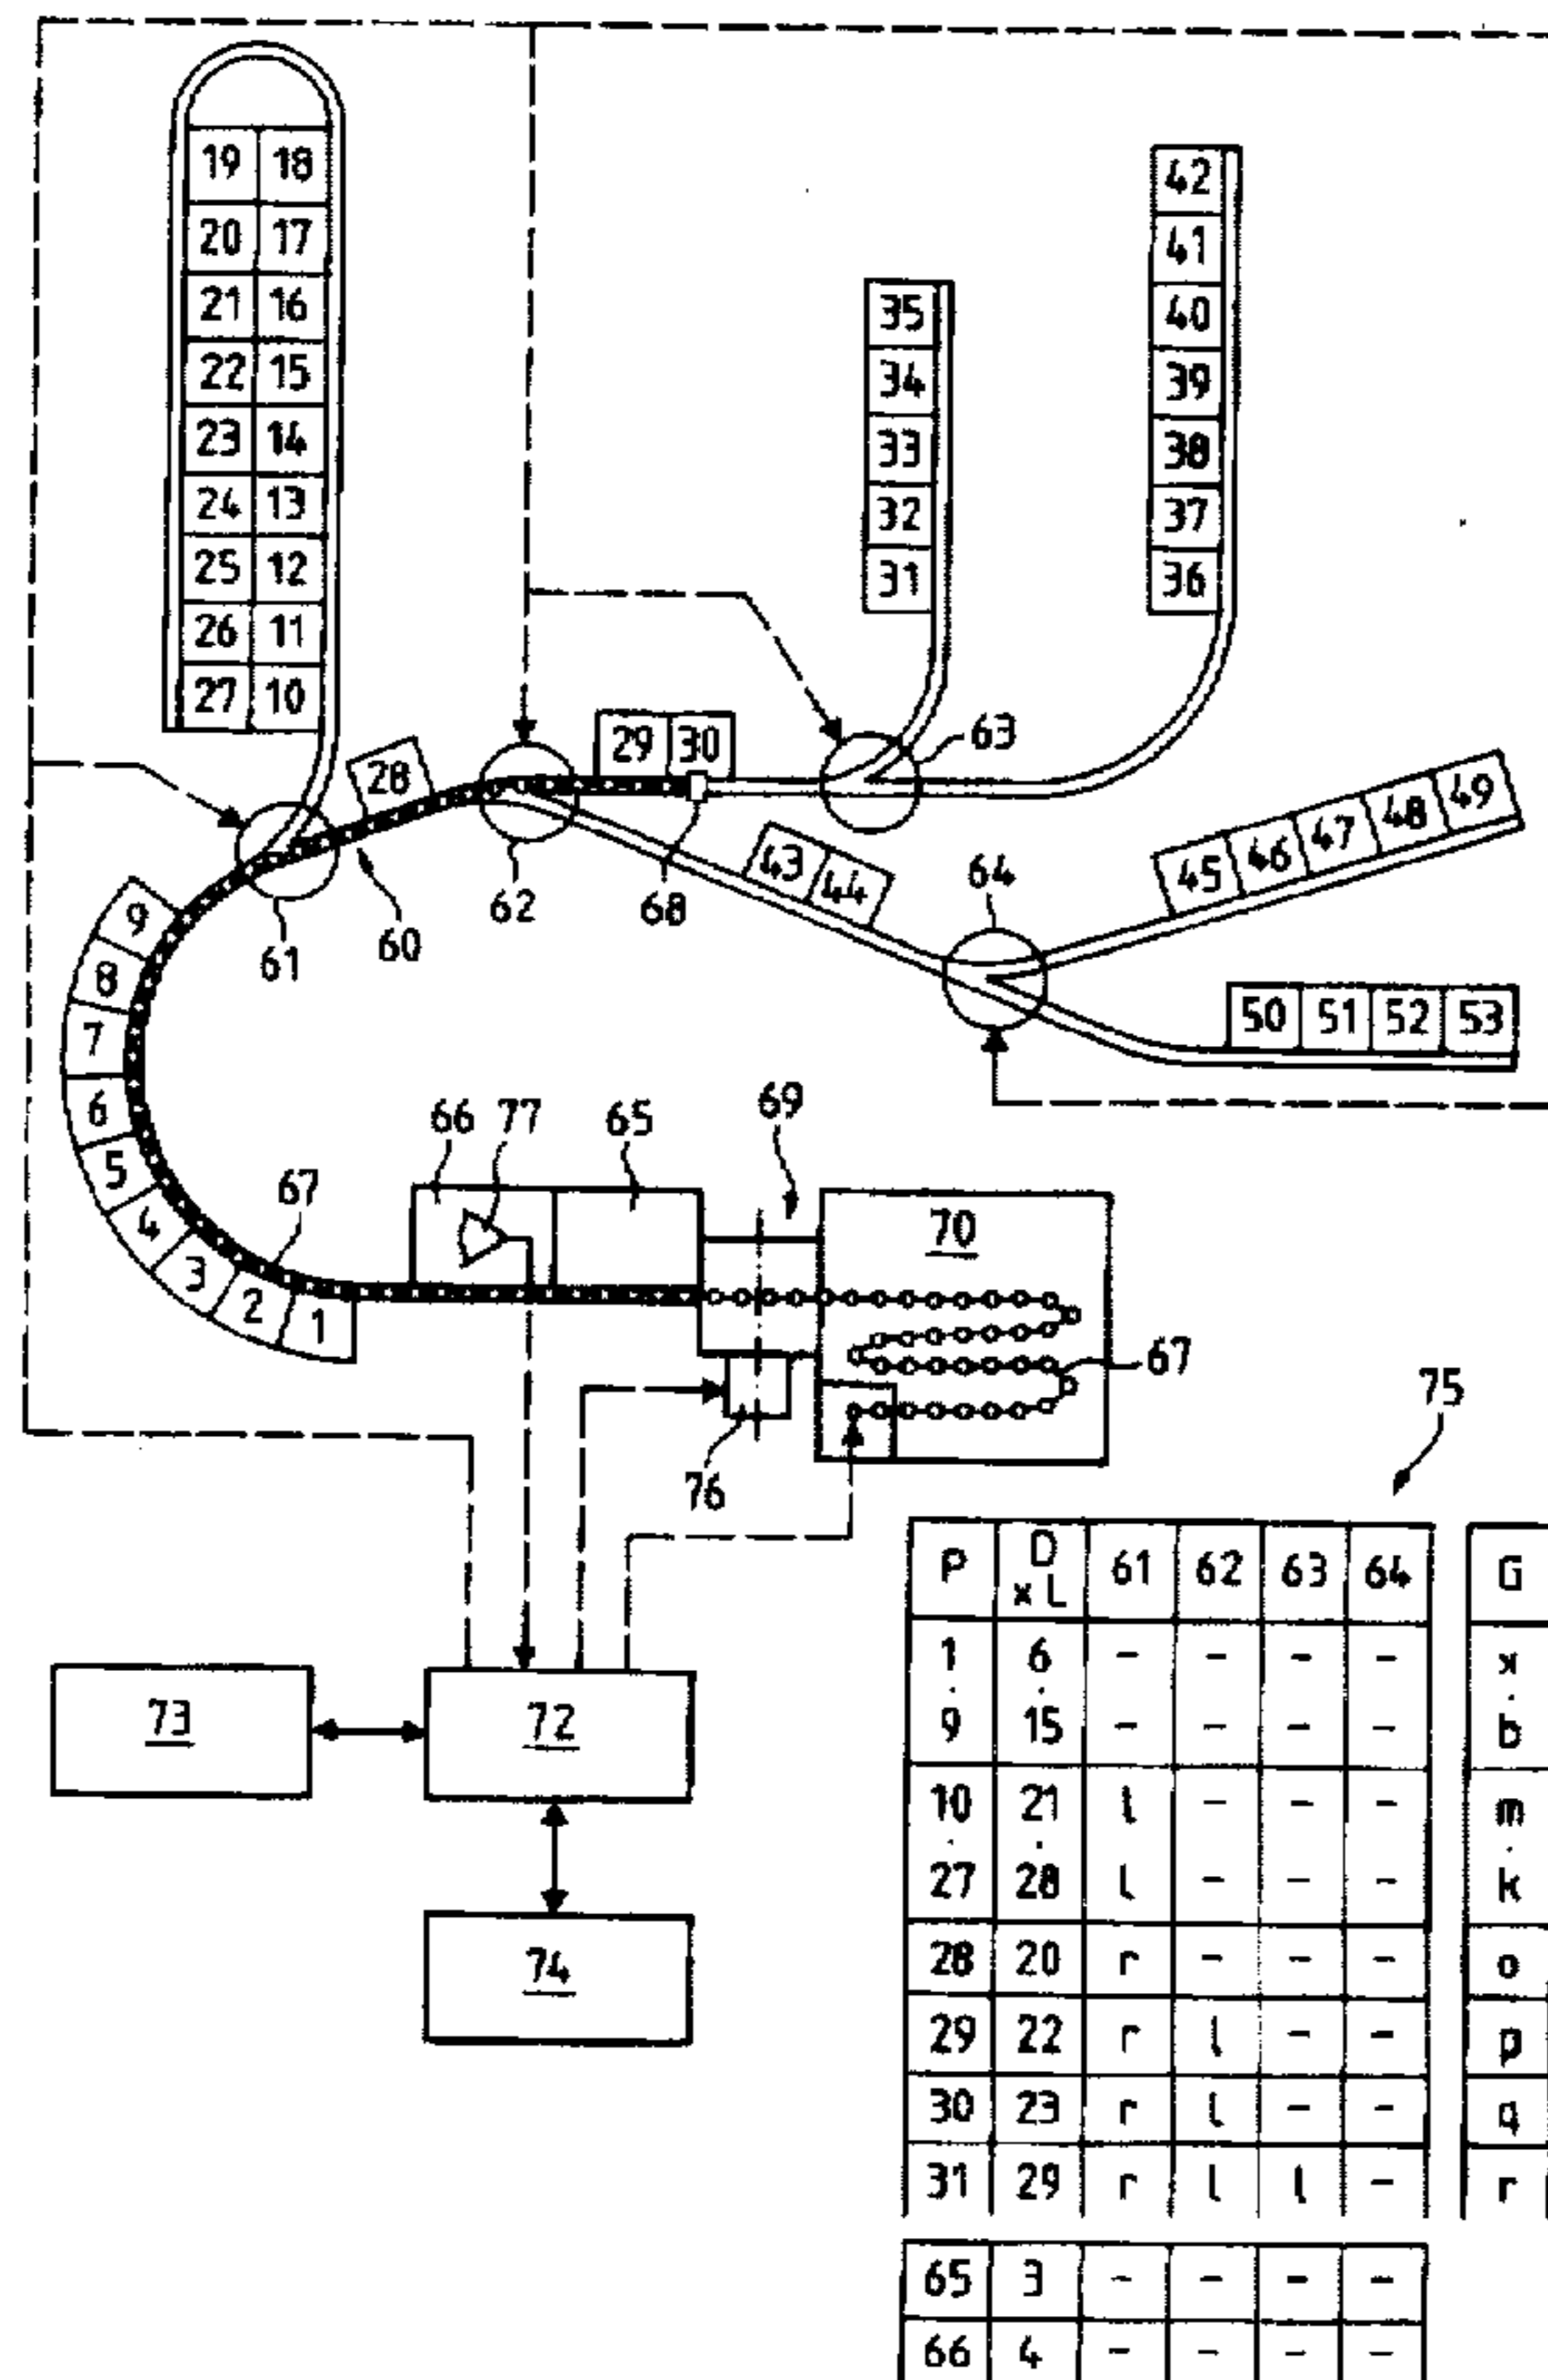 19 18
20 17
21 16
22 15
23 14
24 13
25 12
26 11
27 10
42
41
40
39
38
37
36
35
34
33
32
31
28
29 30
63
43 44
64
45 46 47 48 49
50 51 52 53
61
60
62
68
9
8
7
6
5
4
3
2
1
67
66 77 65 69
70
67
76
75
73
72
74
P D x L 61 62 63 64 G
1 6 - - - - x
. . .
9 15 - - - - b
10 21 l - - - m
. . .
27 28 l - - - k
28 20 r - - - o
29 22 r l - - p
30 23 r l - - q
31 29 r l l - r
65 3 - - - -
66 4 - - - -